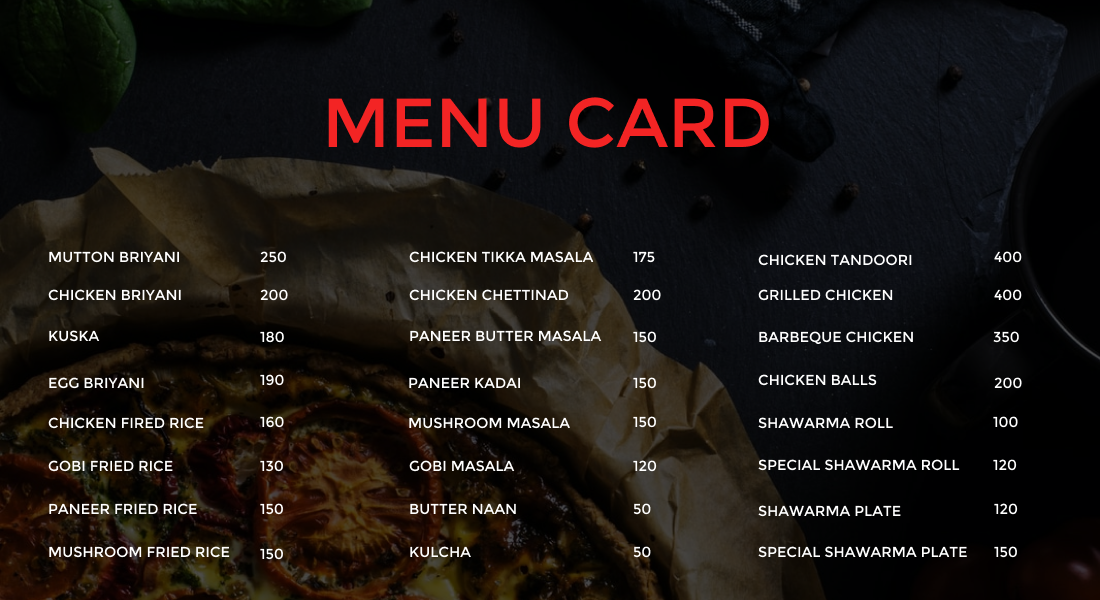 MENU CARD
MUTTON BRIYANI 250
CHICKEN BRIYANI 200
KUSKA 180
EGG BRIYANI 190
CHICKEN FIRED RICE 160
GOBI FRIED RICE 130
PANEER FRIED RICE 150
MUSHROOM FRIED RICE 150
CHICKEN TIKKA MASALA 175
CHICKEN CHETTINAD 200
PANEER BUTTER MASALA 150
PANEER KADAI 150
MUSHROOM MASALA 150
GOBI MASALA 120
BUTTER NAAN 50
KULCHA 50
CHICKEN TANDOORI 400
GRILLED CHICKEN 400
BARBEQUE CHICKEN 350
CHICKEN BALLS 200
SHAWARMA ROLL 100
SPECIAL SHAWARMA ROLL 120
SHAWARMA PLATE 120
SPECIAL SHAWARMA PLATE 150